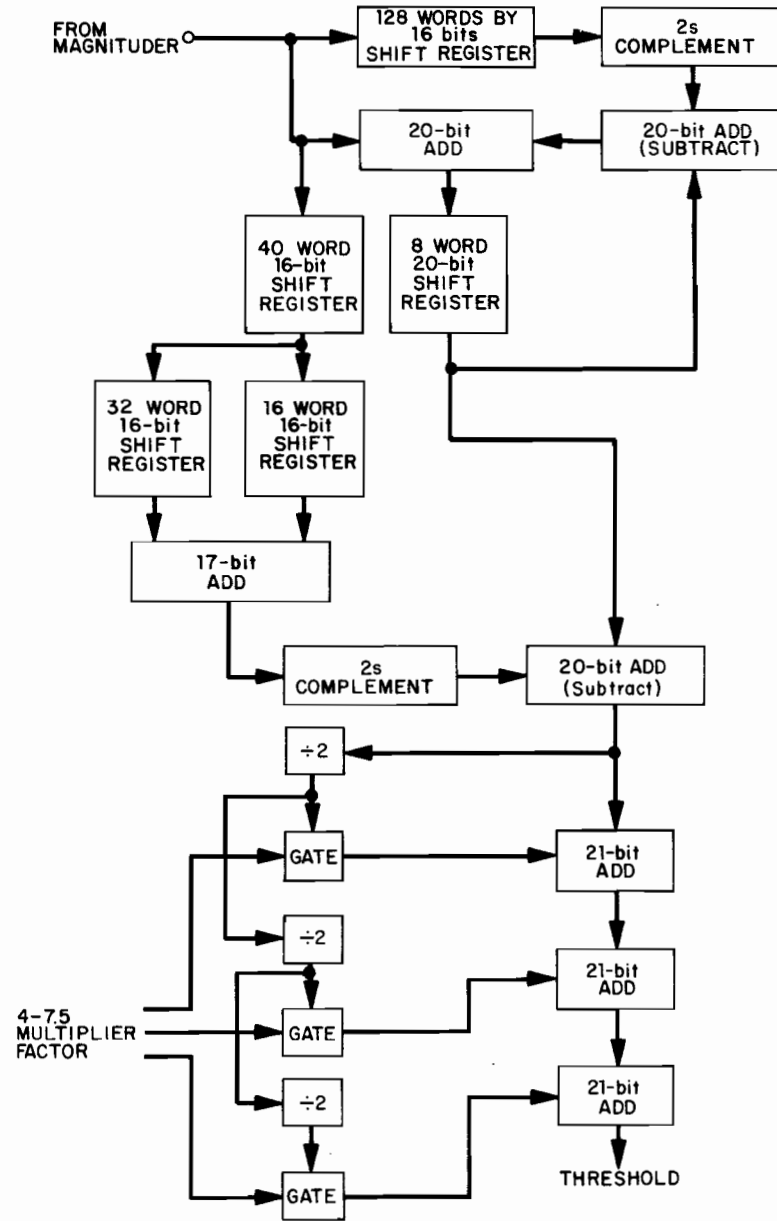 FROM
MAGNITUDER
128 WORDS BY
16 bits
SHIFT REGISTER
2s
COMPLEMENT
20-bit
ADD
20-bit ADD
(SUBTRACT)
40 WORD
16-bit
SHIFT
REGISTER
8 WORD
20-bit
SHIFT
REGISTER
32 WORD
16-bit
SHIFT
REGISTER
16 WORD
16-bit
SHIFT
REGISTER
17-bit
ADD
2s
COMPLEMENT
20-bit ADD
(Subtract)
÷2
GATE
21-bit
ADD
÷2
21-bit
ADD
4-7.5
MULTIPLIER
FACTOR
GATE
÷2
21-bit
ADD
GATE
THRESHOLD